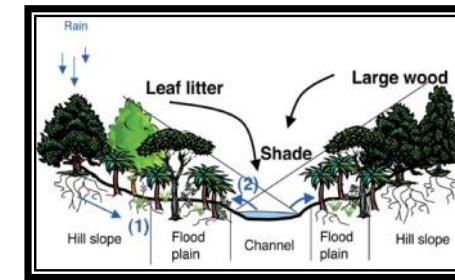 Rain
Leaf litter
Large wood
Shade
(2)
(1)
Hill slope
Flood
plain
Channel
Flood
plain
Hill slope